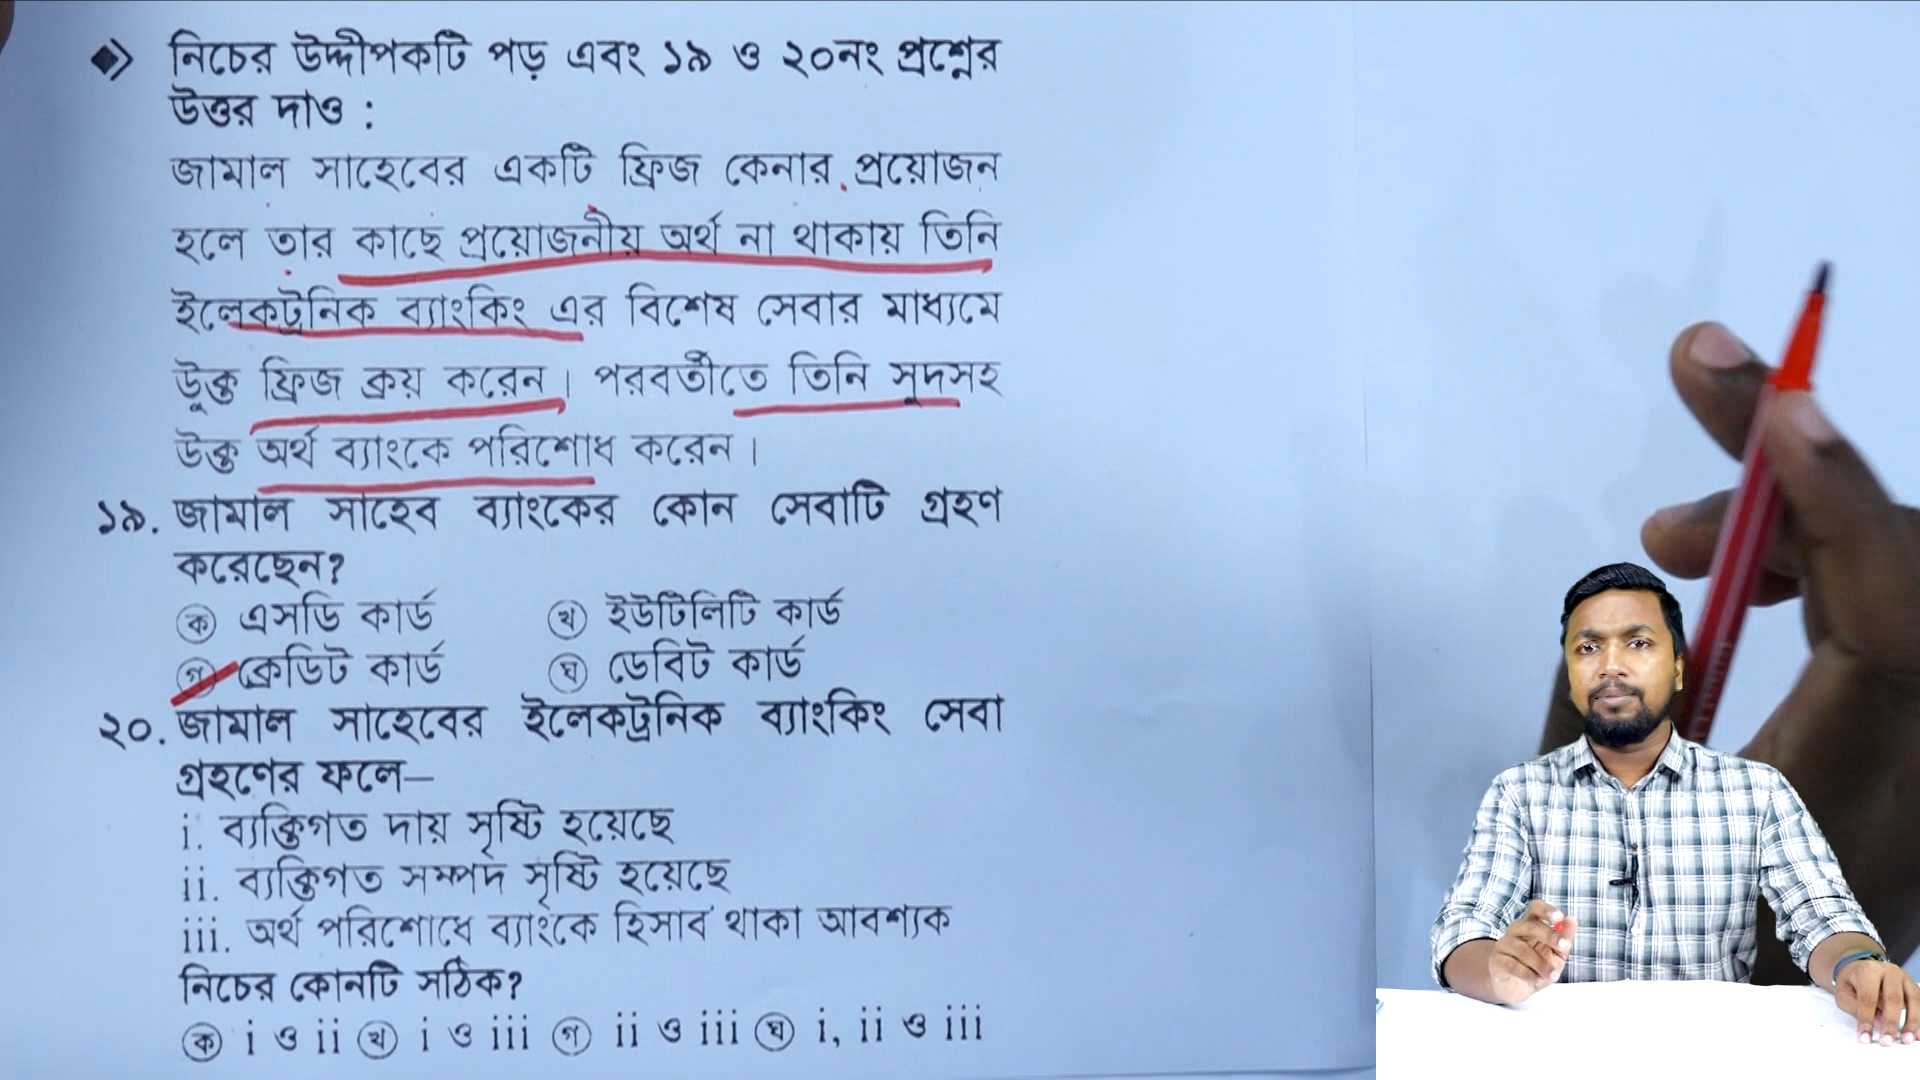 নিচের উদ্দীপকটি পড় এবং ১৯ ও ২০নং প্রশ্নের
উত্তর দাও :
জামাল সাহেবের একটি ফ্রিজ কেনার প্রয়োজন
হলে তার কাছে প্রয়োজনীয় অর্থ না থাকায় তিনি
ইলেকট্রনিক ব্যাংকিং এর বিশেষ সেবার মাধ্যমে
উক্ত ফ্রিজ ক্রয় করেন। পরবর্তীতে তিনি সুদসহ
উক্ত অর্থ ব্যাংকে পরিশোধ করেন।
১৯. জামাল সাহেব ব্যাংকের কোন সেবাটি গ্রহণ
করেছেন?
ক এসডি কার্ড খ ইউটিলিটি কার্ড
গ ক্রেডিট কার্ড ঘ ডেবিট কার্ড
২০. জামাল সাহেবের ইলেকট্রনিক ব্যাংকিং সেবা
গ্রহণের ফলে—
i. ব্যক্তিগত দায় সৃষ্টি হয়েছে
ii. ব্যক্তিগত সম্পদ সৃষ্টি হয়েছে
iii. অর্থ পরিশোধে ব্যাংকে হিসাব থাকা আবশ্যক
নিচের কোনটি সঠিক?
ক i ও ii খ i ও iii গ ii ও iii ঘ i, ii ও iii